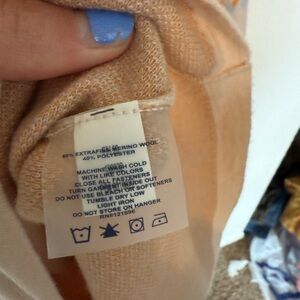 60% EXTRAFINE MERINO WOOL
40% POLYESTER
MACHINE WASH COLD
WITH LIKE COLORS
CLOSE ALL FASTENERS
TURN GARMENT INSIDE OUT
DO NOT USE BLEACH OR SOFTENERS
TUMBLE DRY LOW
LIGHT IRON
DO NOT STORE ON HANGER